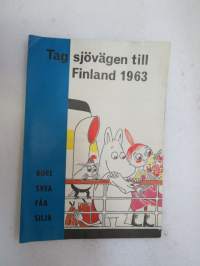 Tag sjövägen till
Finland 1963
BORE
SVEA
FÅA
SILJA